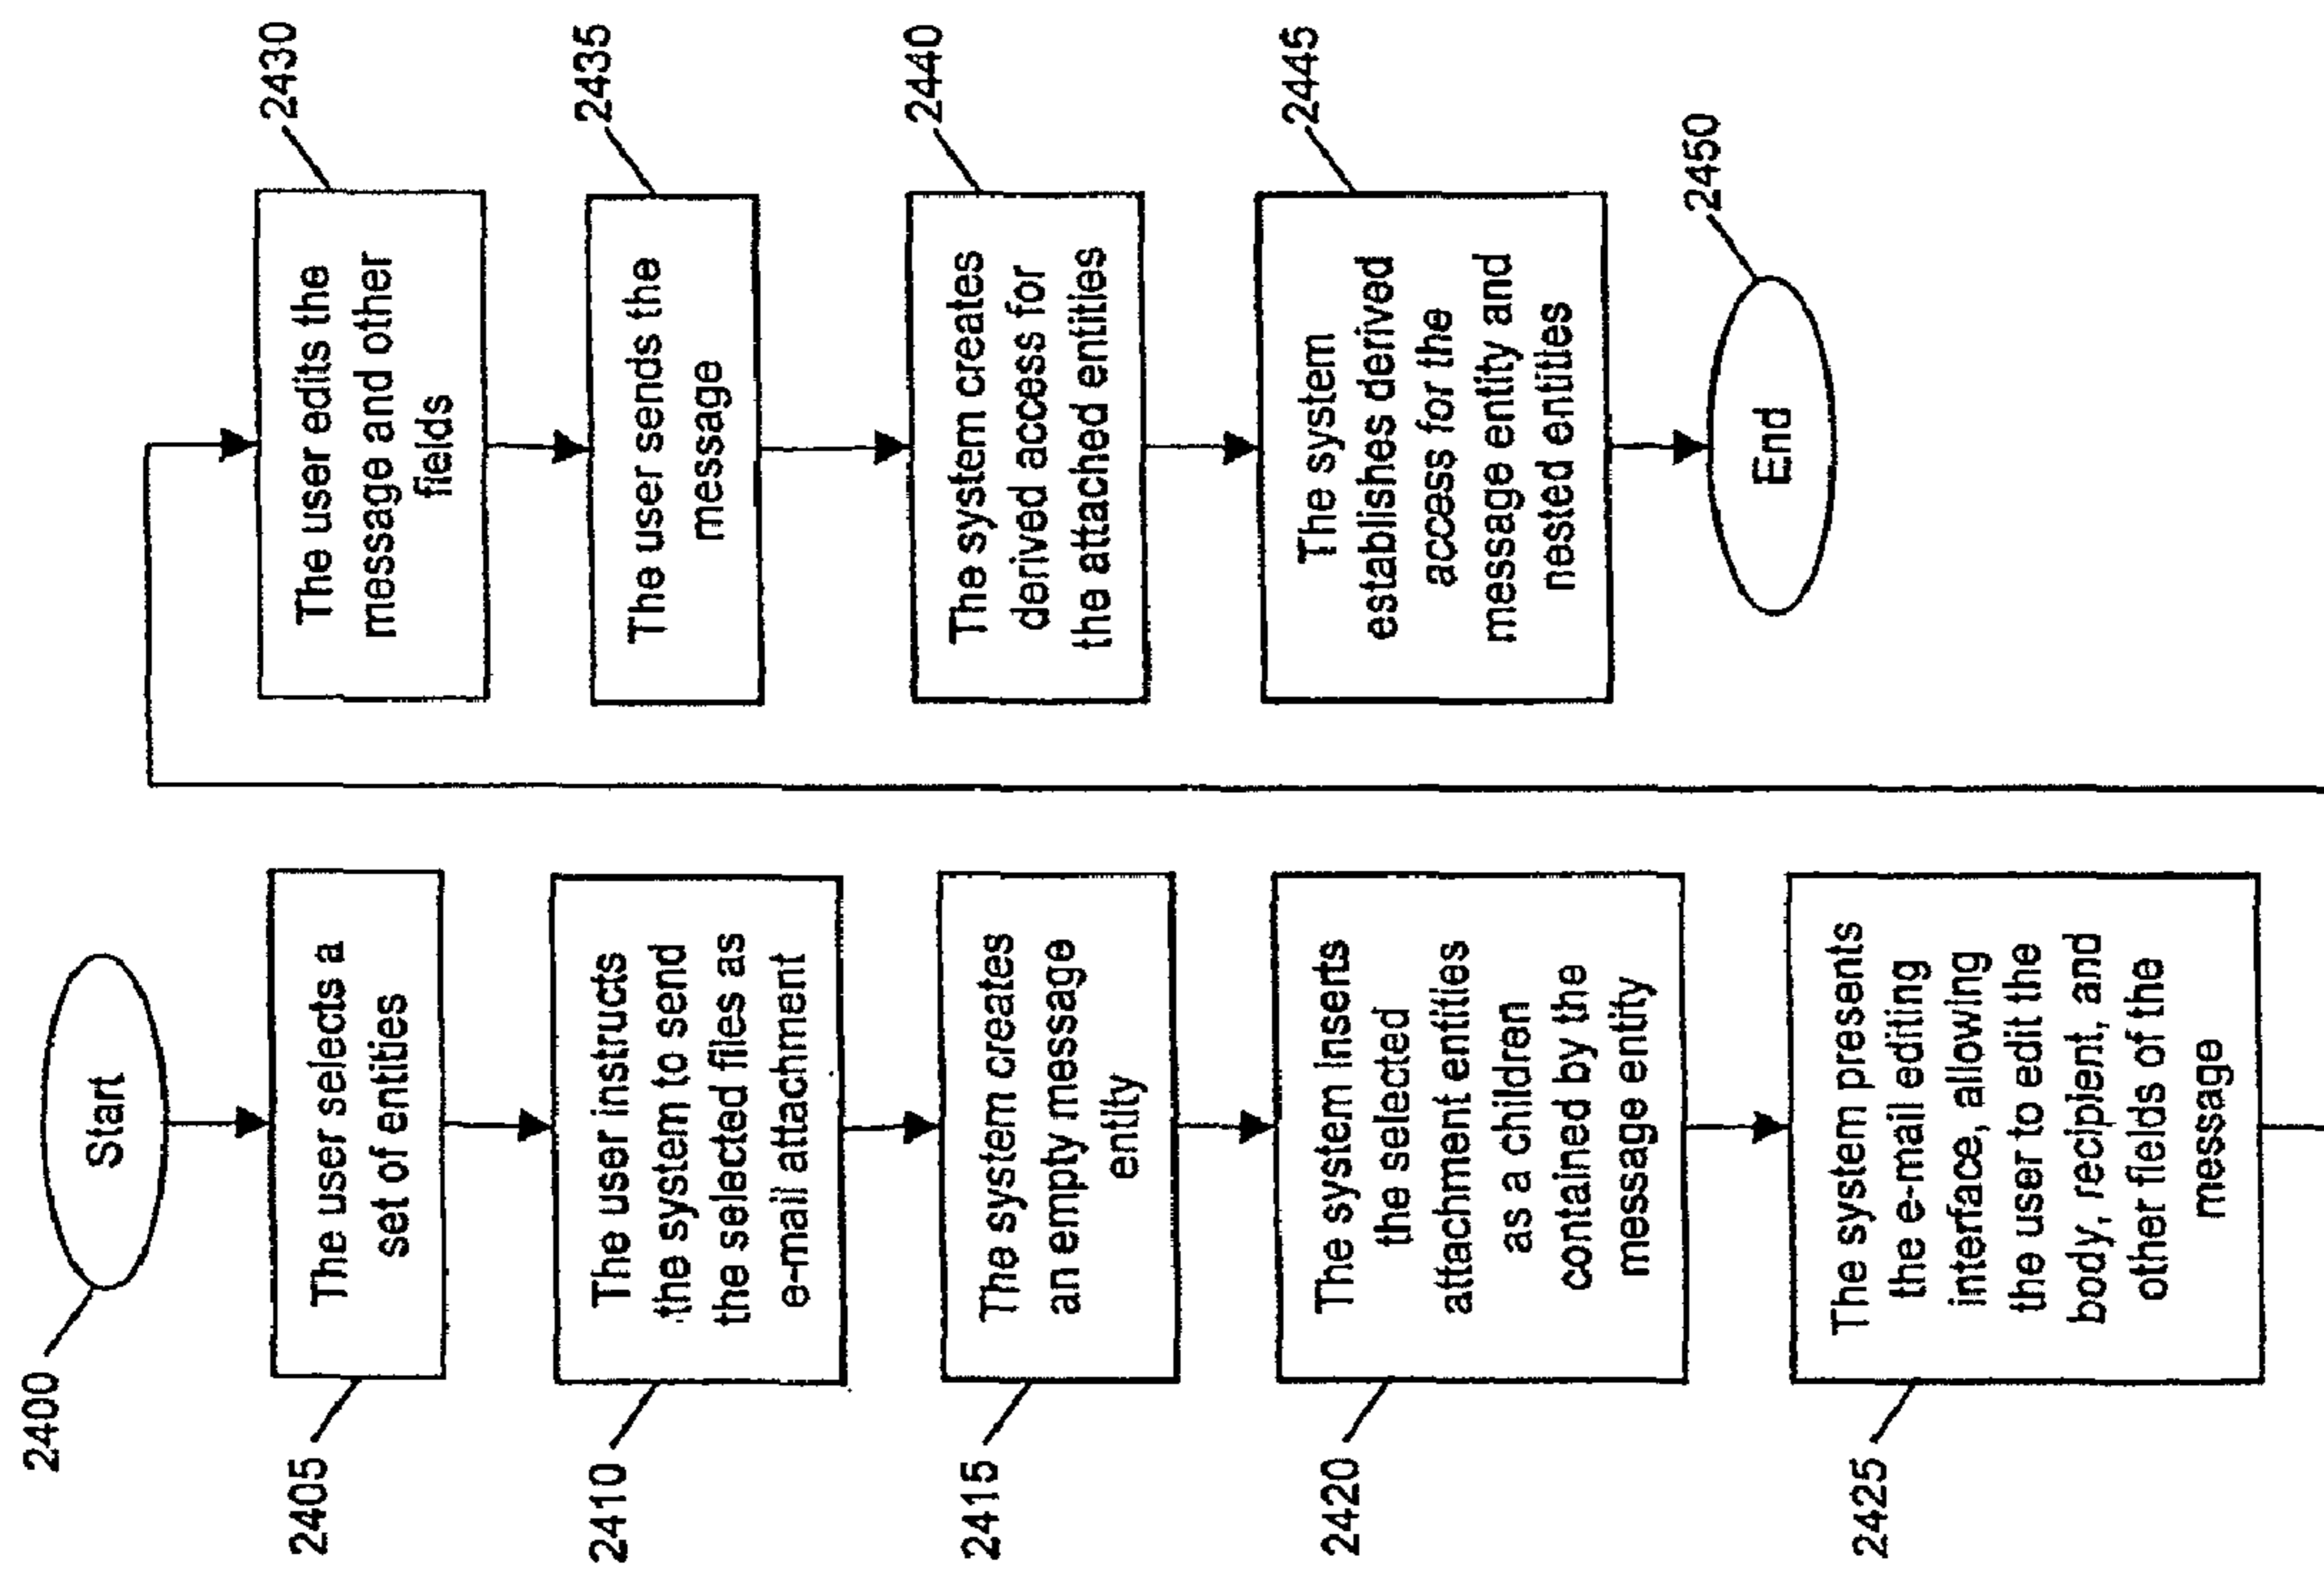 2400
Start
2405
The user selects a
set of entities
2410
The user instructs
the system to send
the selected files as
e-mail attachment
2415
The system creates
an empty message
entity
2420
The system inserts
the selected
attachment entities
as a children
contained by the
message entity
2425
The system presents
the e-mail editing
interface, allowing
the user to edit the
body, recipient, and
other fields of the
message
2430
The user edits the
message and other
fields
2435
The user sends the
message
2440
The system creates
derived access for
the attached entities
2445
The system
establishes derived
access for the
message entity and
nested entities
2450
End